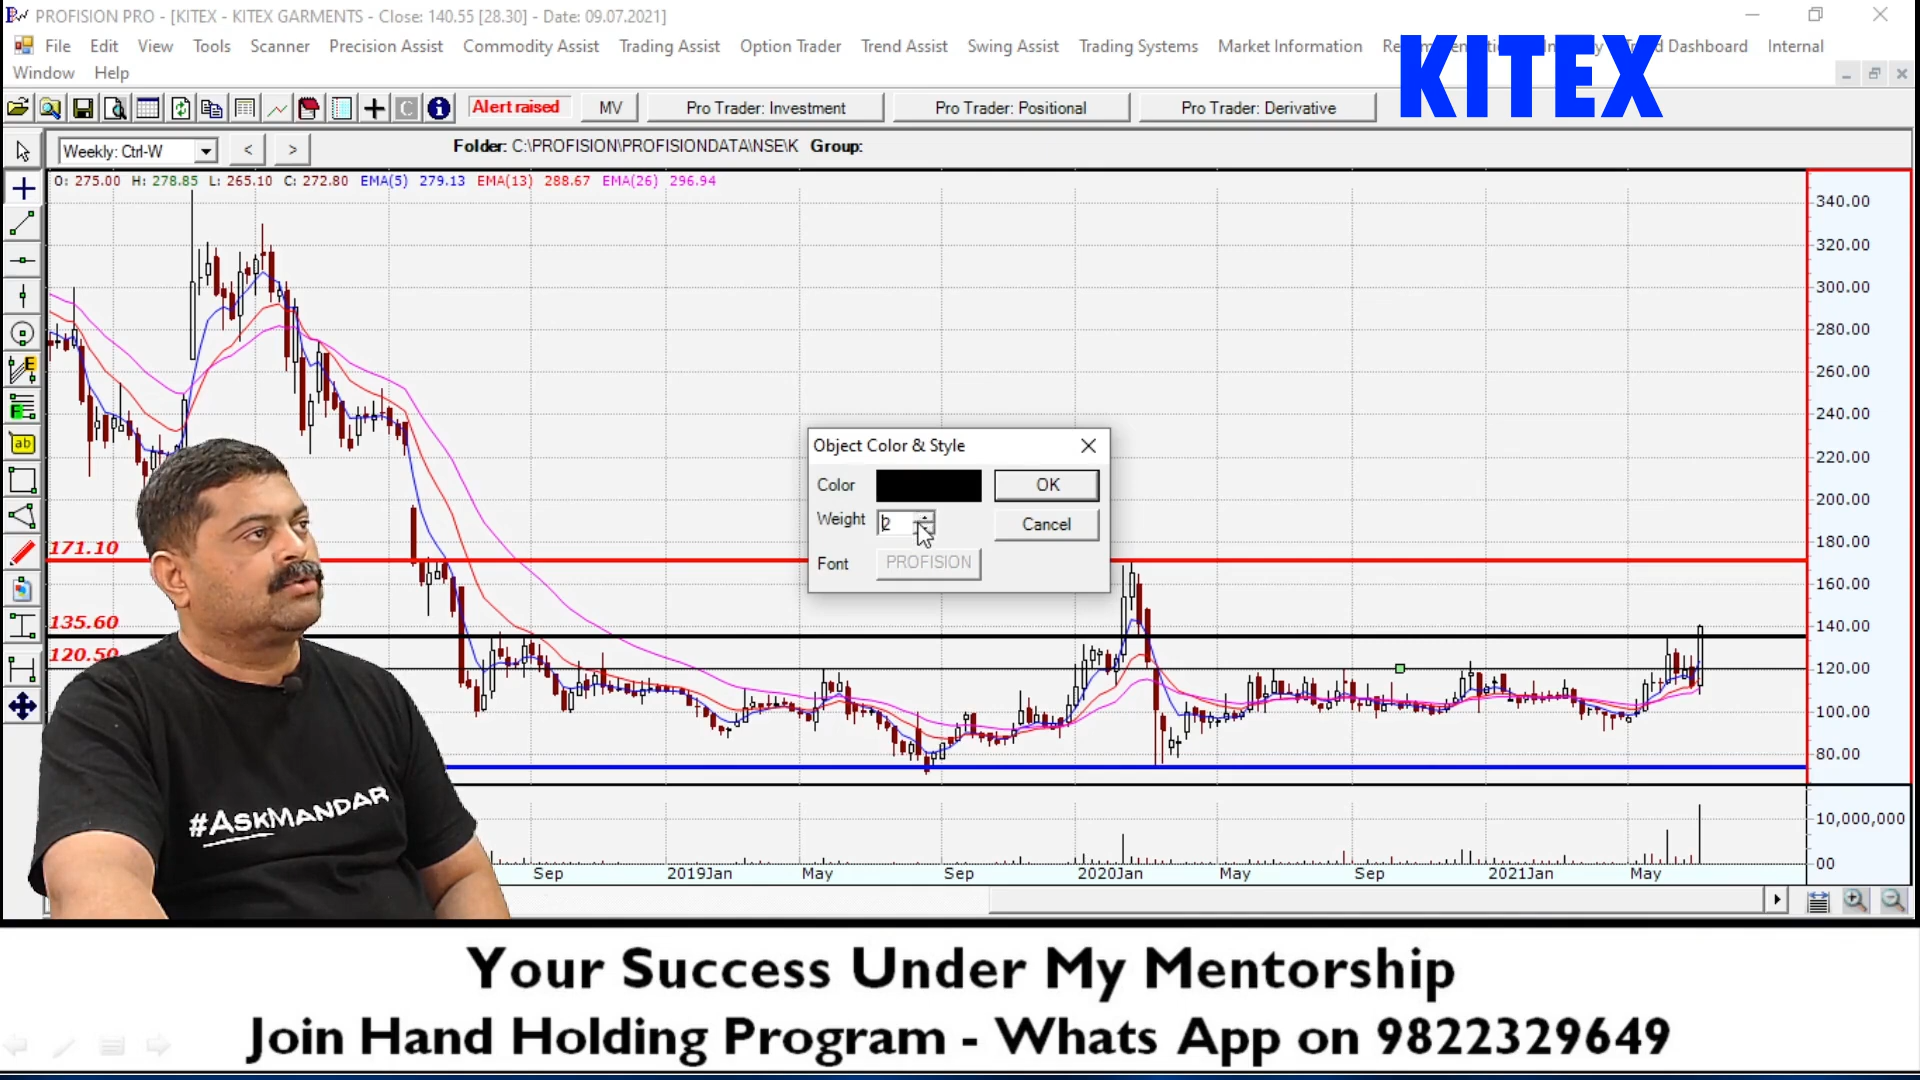 PROFISION PRO - [KITEX - KITEX GARMENTS - Close: 140.55 [28.30] - Date: 09.07.2021]
File Edit View Tools Scanner Precision Assist Commodity Assist Trading Assist Option Trader Trend Assist Swing Assist Trading Systems Market Information Dashboard Internal
Window Help
KITEX
Alert raised MV Pro Trader: Investment Pro Trader: Positional Pro Trader: Derivative
Weekly: Ctrl-W < > Folder: C:\PROFISION\PROFISIONDATA\NSE\K Group:
O: 275.00 H: 278.85 L: 265.10 C: 272.80 EMA(5) 279.13 EMA(13) 288.67 EMA(26) 296.94
340.00
320.00
300.00
280.00
260.00
240.00
220.00
200.00
180.00
160.00
140.00
120.00
100.00
80.00
10,000,000
00
Object Color & Style
Color OK
Weight 2 Cancel
Font PROFISION
171.10
135.60
120.50
#ASKMANDAR
Sep 2019Jan May Sep 2020Jan May Sep 2021Jan May
Your Success Under My Mentorship
Join Hand Holding Program - Whats App on 9822329649